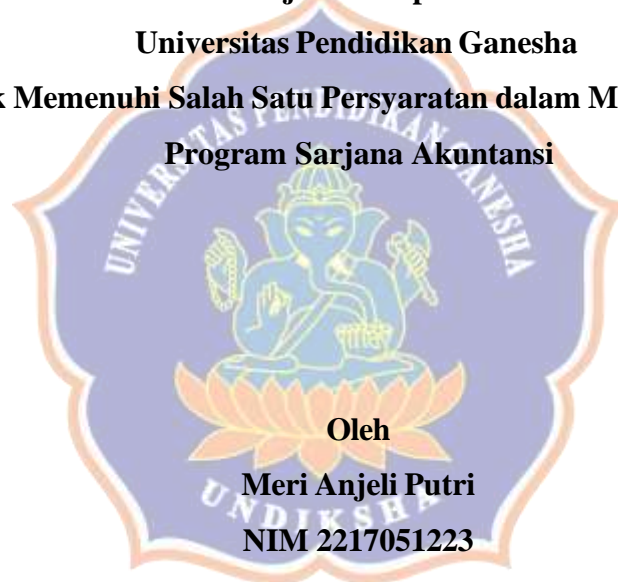 Universitas Pendidikan Ganesha
Memenuhi Salah Satu Persyaratan dalam
Program Sarjana Akuntansi
UNIVERSITAS PENDIDIKAN GANESHA
Oleh
Meri Anjeli Putri
UNDIKSHA
NIM 2217051223